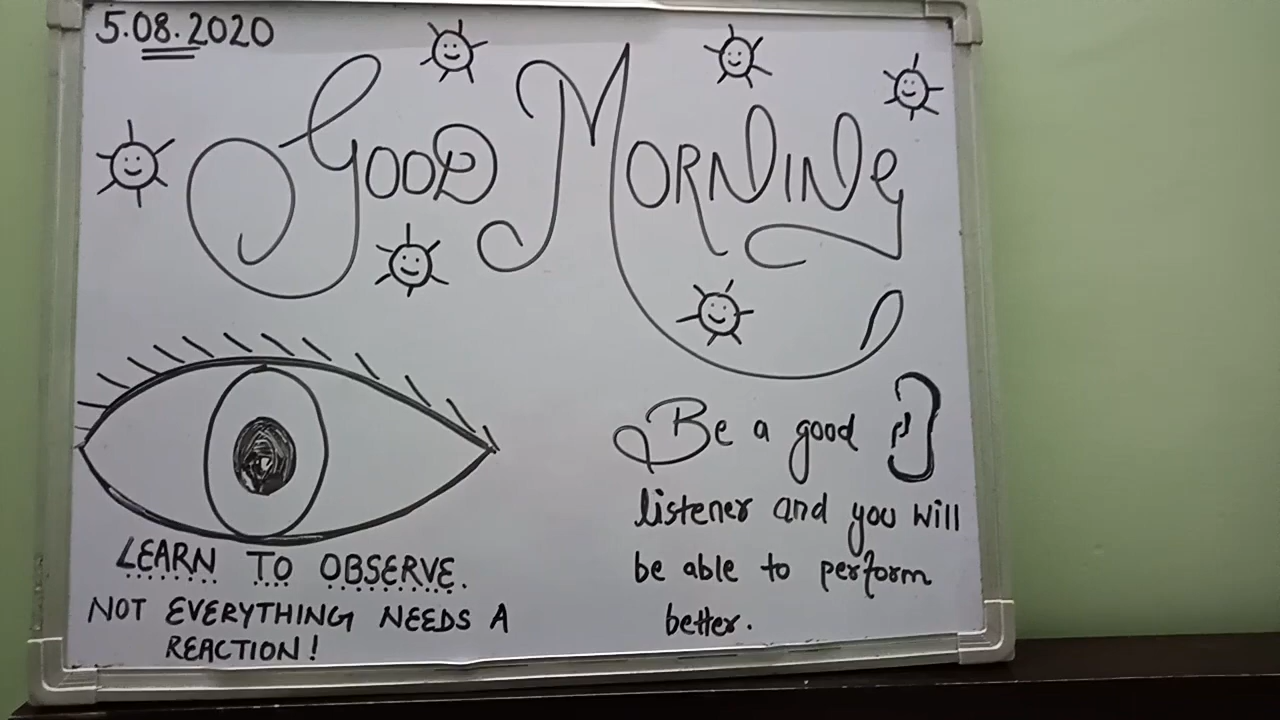 5.08.2020
GOOD MORNING
LEARN TO OBSERVE.
NOT EVERYTHING NEEDS A
REACTION!
Be a good
listener and you will
be able to perform
better.